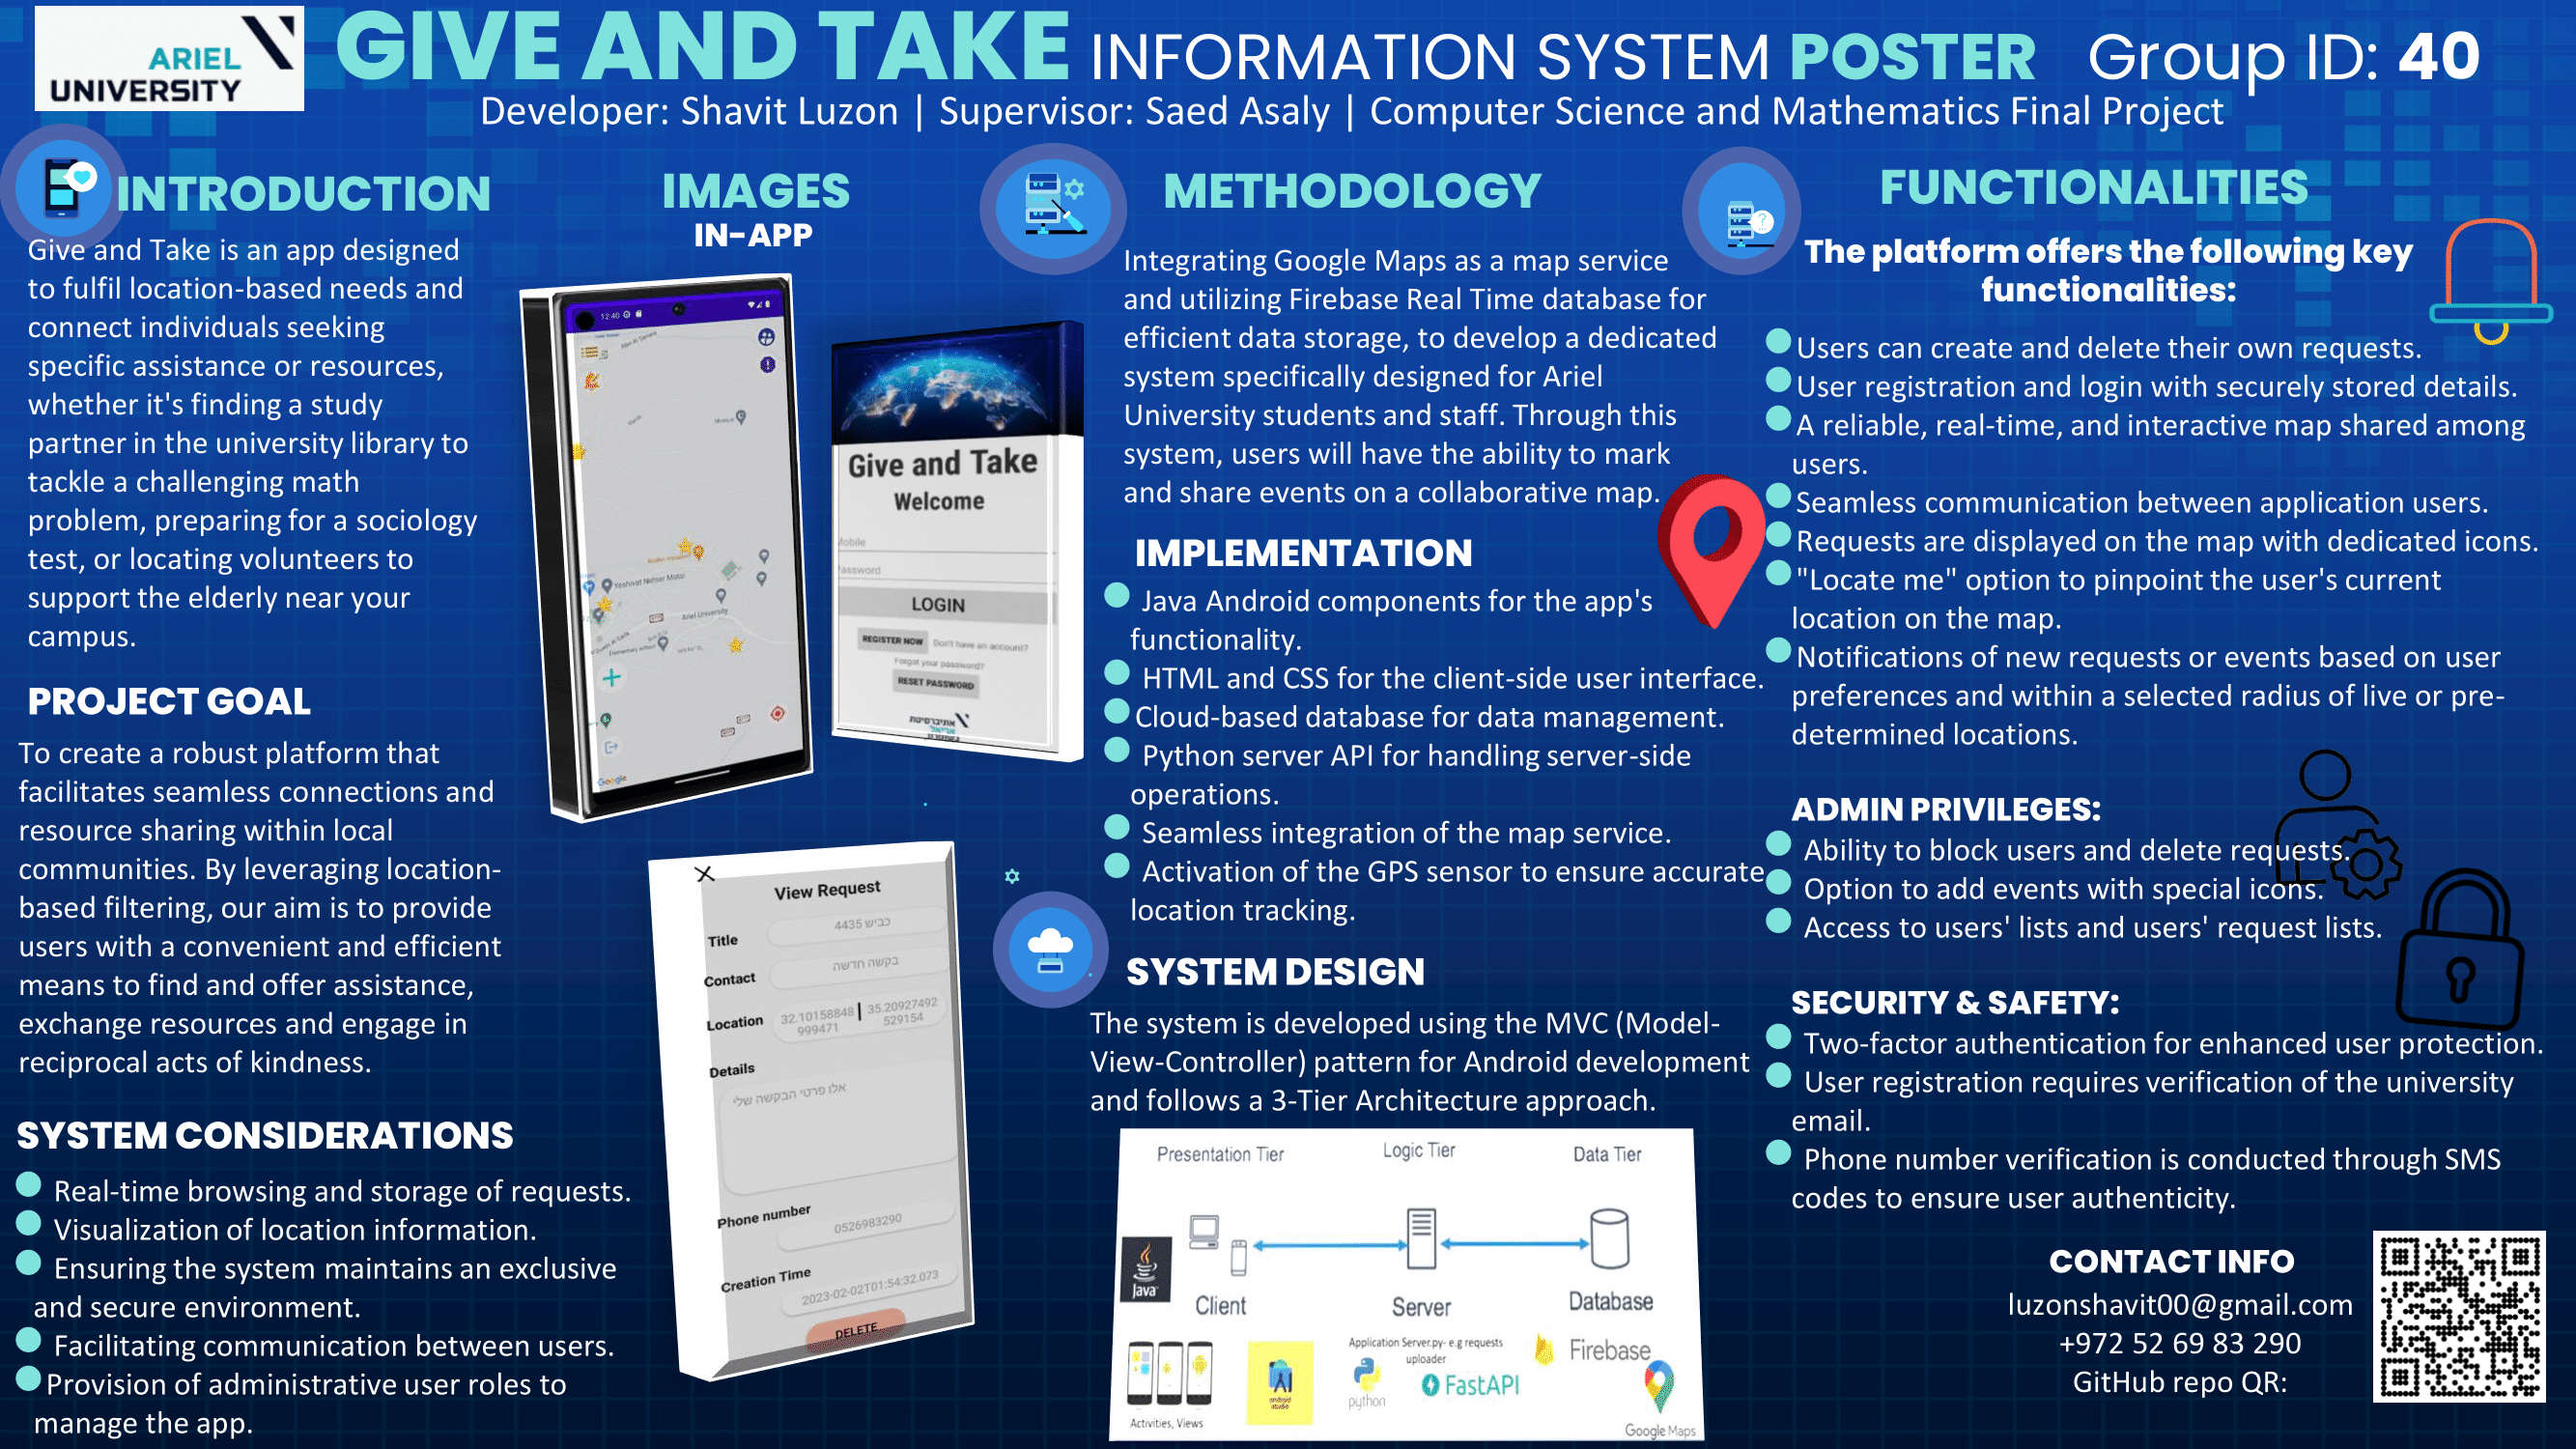 ARIEL
UNIVERSITY
GIVE AND TAKE INFORMATION SYSTEM POSTER Group ID: 40
Developer: Shavit Luzon | Supervisor: Saed Asaly | Computer Science and Mathematics Final Project
INTRODUCTION
Give and Take is an app designed
to fulfil location-based needs and
connect individuals seeking
specific assistance or resources,
whether it's finding a study
partner in the university library to
tackle a challenging math
problem, preparing for a sociology
test, or locating volunteers to
support the elderly near your
campus.
PROJECT GOAL
To create a robust platform that
facilitates seamless connections and
resource sharing within local
communities. By leveraging location-
based filtering, our aim is to provide
users with a convenient and efficient
means to find and offer assistance,
exchange resources and engage in
reciprocal acts of kindness.
SYSTEM CONSIDERATIONS
Real-time browsing and storage of requests.
Visualization of location information.
Ensuring the system maintains an exclusive
and secure environment.
Facilitating communication between users.
Provision of administrative user roles to
manage the app.
IMAGES
IN-APP
12:40
Mosque
Yeshivat Netser Matai
Ariel University
Elementary school
Google
Give and Take
Welcome
Mobile
Password
LOGIN
REGISTER NOW Don't have an account?
Forgot your password?
RESET PASSWORD
אוניברסיטת
אריאל
View Request
Title
כביש 4435
Contact
בקשה חדשה
Location
32.10158848
999471
35.20927492
529154
Details
אלו פרטי הבקשה שלי
Phone number
0526983290
Creation Time
2023-02-02T01:54:32.073
DELETE
METHODOLOGY
Integrating Google Maps as a map service
and utilizing Firebase Real Time database for
efficient data storage, to develop a dedicated
system specifically designed for Ariel
University students and staff. Through this
system, users will have the ability to mark
and share events on a collaborative map.
IMPLEMENTATION
Java Android components for the app's
functionality.
HTML and CSS for the client-side user interface.
Cloud-based database for data management.
Python server API for handling server-side
operations.
Seamless integration of the map service.
Activation of the GPS sensor to ensure accurate
location tracking.
SYSTEM DESIGN
The system is developed using the MVC (Model-
View-Controller) pattern for Android development
and follows a 3-Tier Architecture approach.
Presentation Tier
Logic Tier
Data Tier
Java
Client
Server
Database
Activities, Views
android
studio
Application Server.py- e.g requests
uploader
python
FastAPI
Firebase
Google Maps
FUNCTIONALITIES
The platform offers the following key
functionalities:
Users can create and delete their own requests.
User registration and login with securely stored details.
A reliable, real-time, and interactive map shared among
users.
Seamless communication between application users.
Requests are displayed on the map with dedicated icons.
"Locate me" option to pinpoint the user's current
location on the map.
Notifications of new requests or events based on user
preferences and within a selected radius of live or pre-
determined locations.
ADMIN PRIVILEGES:
Ability to block users and delete requests.
Option to add events with special icons.
Access to users' lists and users' request lists.
SECURITY & SAFETY:
Two-factor authentication for enhanced user protection.
User registration requires verification of the university
email.
Phone number verification is conducted through SMS
codes to ensure user authenticity.
CONTACT INFO
luzonshavit00@gmail.com
+972 52 69 83 290
GitHub repo QR: